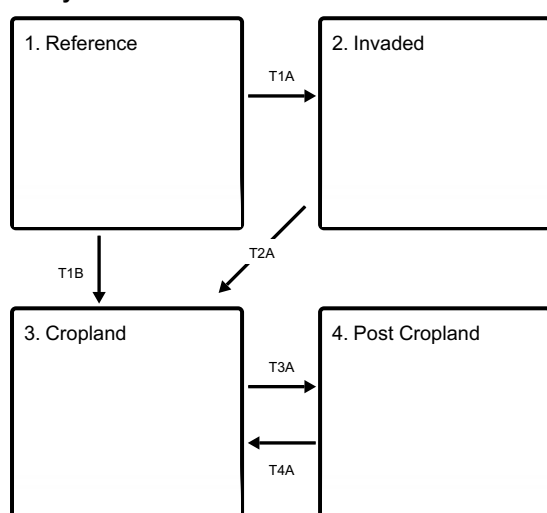 1. Reference
2. Invaded
T1A
T2A
T1B
3. Cropland
4. Post Cropland
T3A
T4A